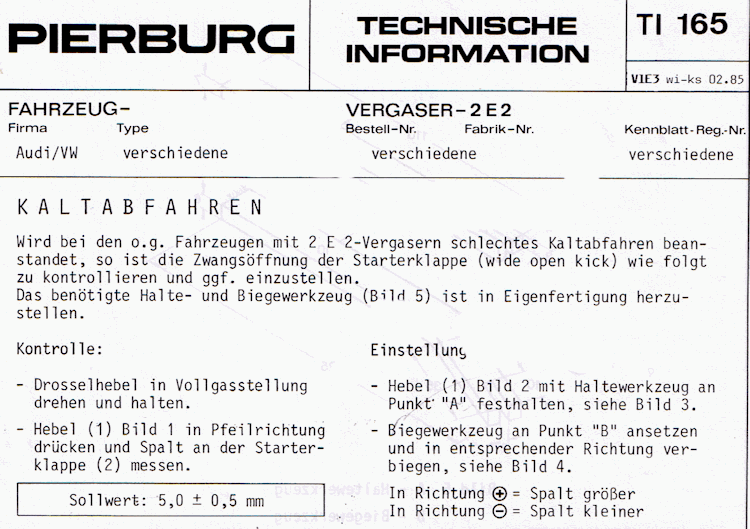 PIERBURG
TECHNISCHE
INFORMATION
TI 165
V1E3 wi-ks 02.85
FAHRZEUG-
Firma Type
Audi/VW verschiedene
VERGASER-2E2
Bestell-Nr. Fabrik-Nr. Kennblatt-Reg.-Nr.
verschiedene verschiedene
KALTABFAHREN
Wird bei den o.g. Fahrzeugen mit 2 E 2-Vergasern schlechtes Kaltabfahren bean-
standet, so ist die Zwangsöffnung der Starterklappe (wide open kick) wie folgt
zu kontrollieren und ggf. einzustellen.
Das benötigte Halte- und Biegewerkzeug (Bild 5) ist in Eigenfertigung herzu-
stellen.
Kontrolle:
- Drosselhebel in Vollgasstellung
drehen und halten.
- Hebel (1) Bild 1 in Pfeilrichtung
drücken und Spalt an der Starter-
klappe (2) messen.
Sollwert: 5,0 ± 0,5 mm
Einstellung
- Hebel (1) Bild 2 mit Haltewerkzeug an
Punkt "A" festhalten, siehe Bild 3.
- Biegewerkzeug an Punkt "B" ansetzen
und in entsprechender Richtung ver-
biegen, siehe Bild 4.
In Richtung ⊕ = Spalt größer
In Richtung ⊖ = Spalt kleiner